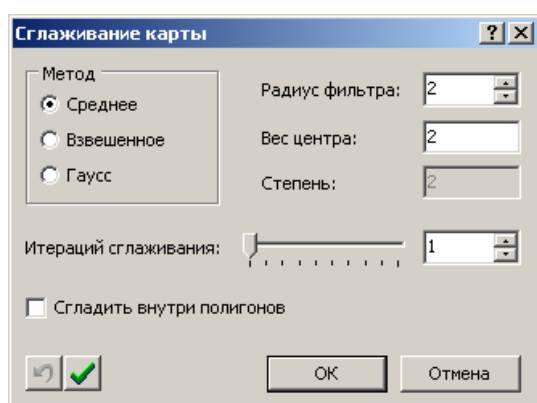 Сглаживание карты
Метод
Среднее
Взвешенное
Гаусс
Радиус фильтра: 2
Вес центра: 2
Степень: 2
Итераций сглаживания: 1
Сгладить внутри полигонов
ОК Отмена